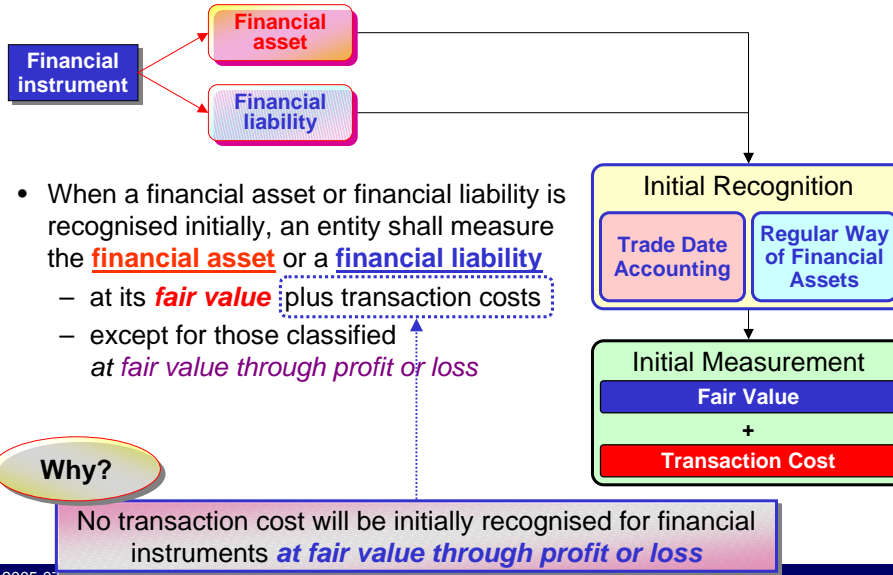 Financial
asset
Financial
instrument
Financial
liability
• When a financial asset or financial liability is
recognised initially, an entity shall measure
the financial asset or a financial liability
– at its fair value plus transaction costs
– except for those classified
at fair value through profit or loss
Initial Recognition
Trade Date
Accounting
Regular Way
of Financial
Assets
Initial Measurement
Fair Value
+
Transaction Cost
Why?
No transaction cost will be initially recognised for financial
instruments at fair value through profit or loss